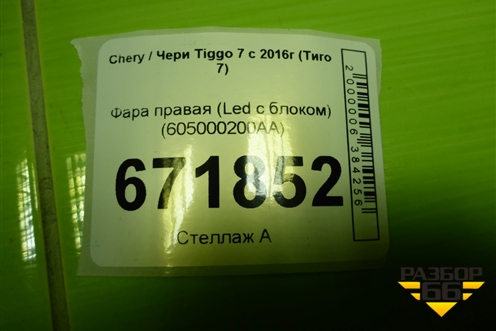 Chery / Чери Tiggo 7 с 2016г (Тиго
7)
Фара правая (Led с блоком)
(605000200AA)
671852
Стеллаж А
2000006384256
РАЗБОР
66